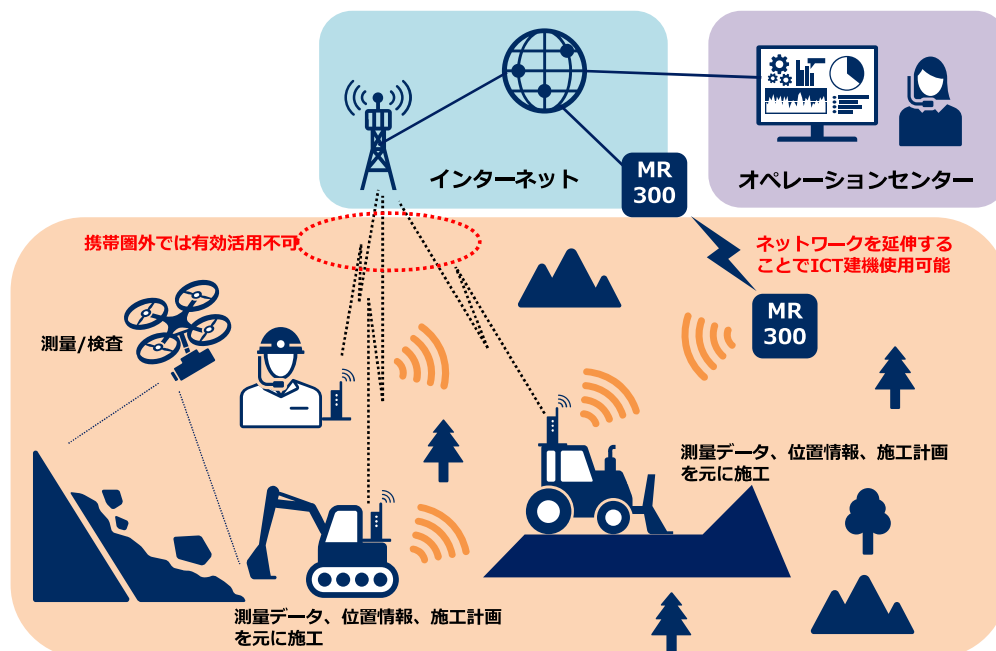 インターネット
MR
300
オペレーションセンター
携帯圏外では有効活用不可
ネットワークを延伸する
ことでICT建機使用可能
MR
300
測量/検査
測量データ、位置情報、施工計画
を元に施工
測量データ、位置情報、施工計画
を元に施工